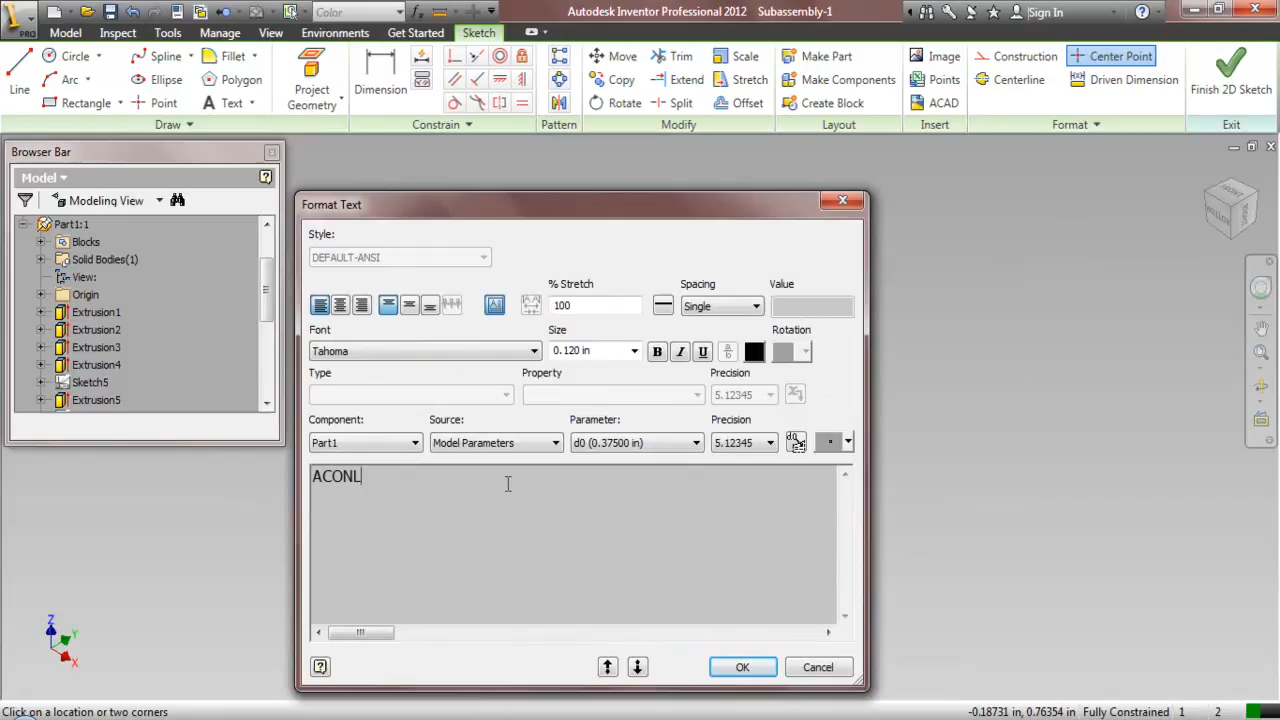 PRO
Color
Autodesk Inventor Professional 2012 Subassembly-1
Sign In
Model Inspect Tools Manage View Environments Get Started Sketch
Line
Circle
Arc
Rectangle
Spline
Ellipse
Point
Fillet
Polygon
Text
Draw
Project
Geometry
Dimension
Constrain
Pattern
Move
Copy
Rotate
Trim
Extend
Split
Scale
Stretch
Offset
Modify
Make Part
Make Components
Create Block
Layout
Image
Points
ACAD
Insert
Construction
Centerline
Center Point
Driven Dimension
Format
Finish 2D Sketch
Exit
Browser Bar
Model
Modeling View
Part1:1
Blocks
Solid Bodies(1)
View:
Origin
Extrusion1
Extrusion2
Extrusion3
Extrusion4
Sketch5
Extrusion5
Format Text
Style:
DEFAULT-ANSI
% Stretch
100
Spacing
Single
Value
Font
Tahoma
Size
0.120 in
B I U
Rotation
Type
Property
Precision
5.12345
Component:
Part1
Source:
Model Parameters
Parameter:
d0 (0.37500 in)
Precision
5.12345
ACONL
OK
Cancel
FRONT
Z
Y
X
Click on a location or two corners
-0.18731 in, 0.76354 in Fully Constrained 1 2